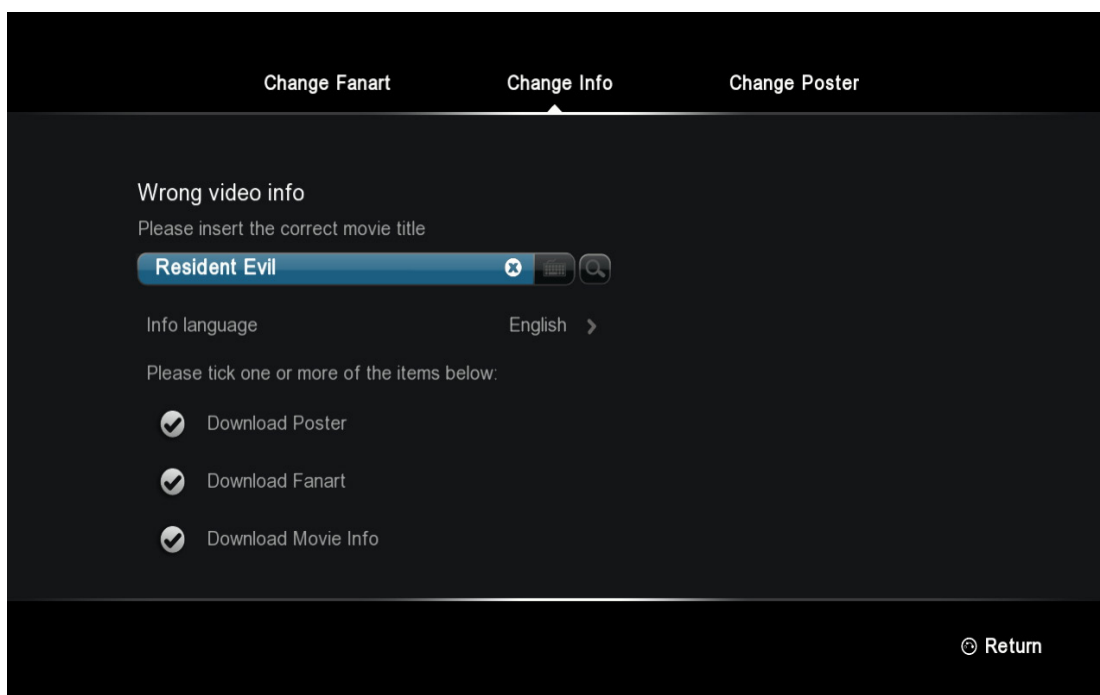 Change Fanart Change Info Change Poster
Wrong video info
Please insert the correct movie title
Resident Evil
Info language English
Please tick one or more of the items below:
Download Poster
Download Fanart
Download Movie Info
Return